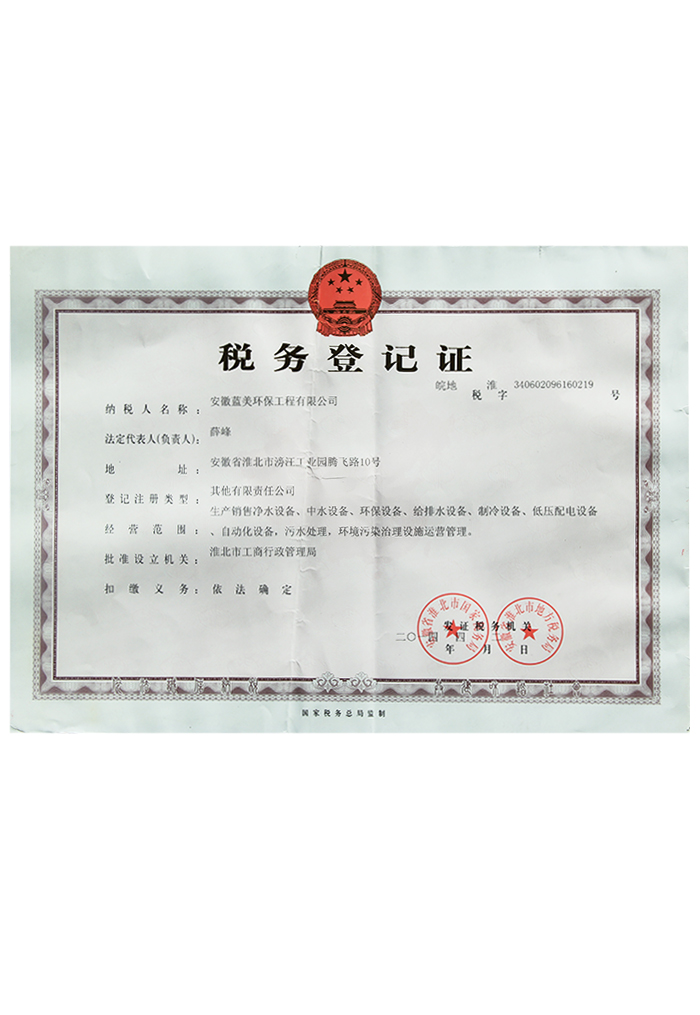 税务登记证
皖地 淮 340602096160219
税 字 号
纳税人名称： 安徽蓝美环保工程有限公司
法定代表人(负责人)： 薛峰
地 址： 安徽省淮北市滂汪工业园腾飞路10号
登记注册类型： 其他有限责任公司
生产销售净水设备、中水设备、环保设备、给排水设备、制冷设备、低压配电设备
经营范围： 、自动化设备，污水处理，环境污染治理设施运营管理。
批准设立机关： 淮北市工商行政管理局
扣缴义务： 依法确定
安徽省淮北市国家税务局
安徽省淮北市地方税务局
发证税务机关
二〇 四 四 二
年 月 日
国家税务总局监制